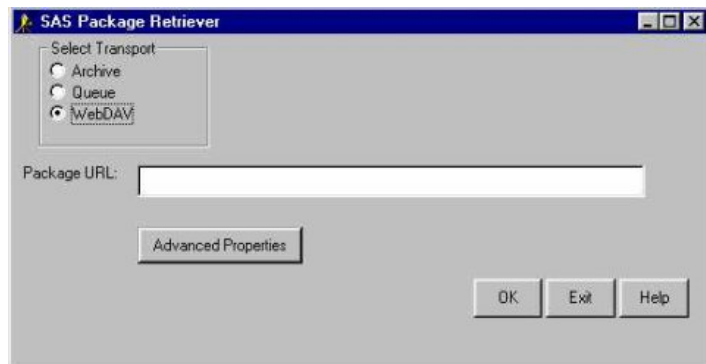 SAS Package Retriever
Select Transport
Archive
Queue
WebDAV
Package URL:
Advanced Properties
OK Exit Help